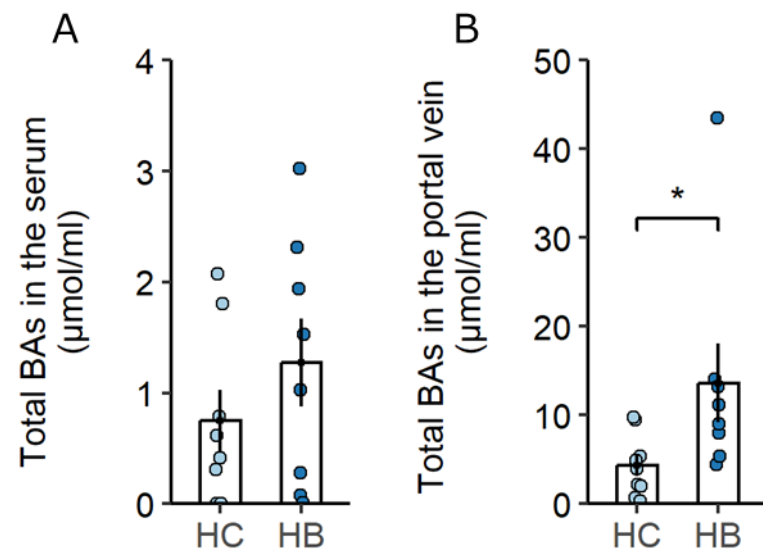 A
Total BAs in the serum
(µmol/ml)
4
3
2
1
0
HC HB
B
Total BAs in the portal vein
(µmol/ml)
50
40
30
20
10
0
*
HC HB